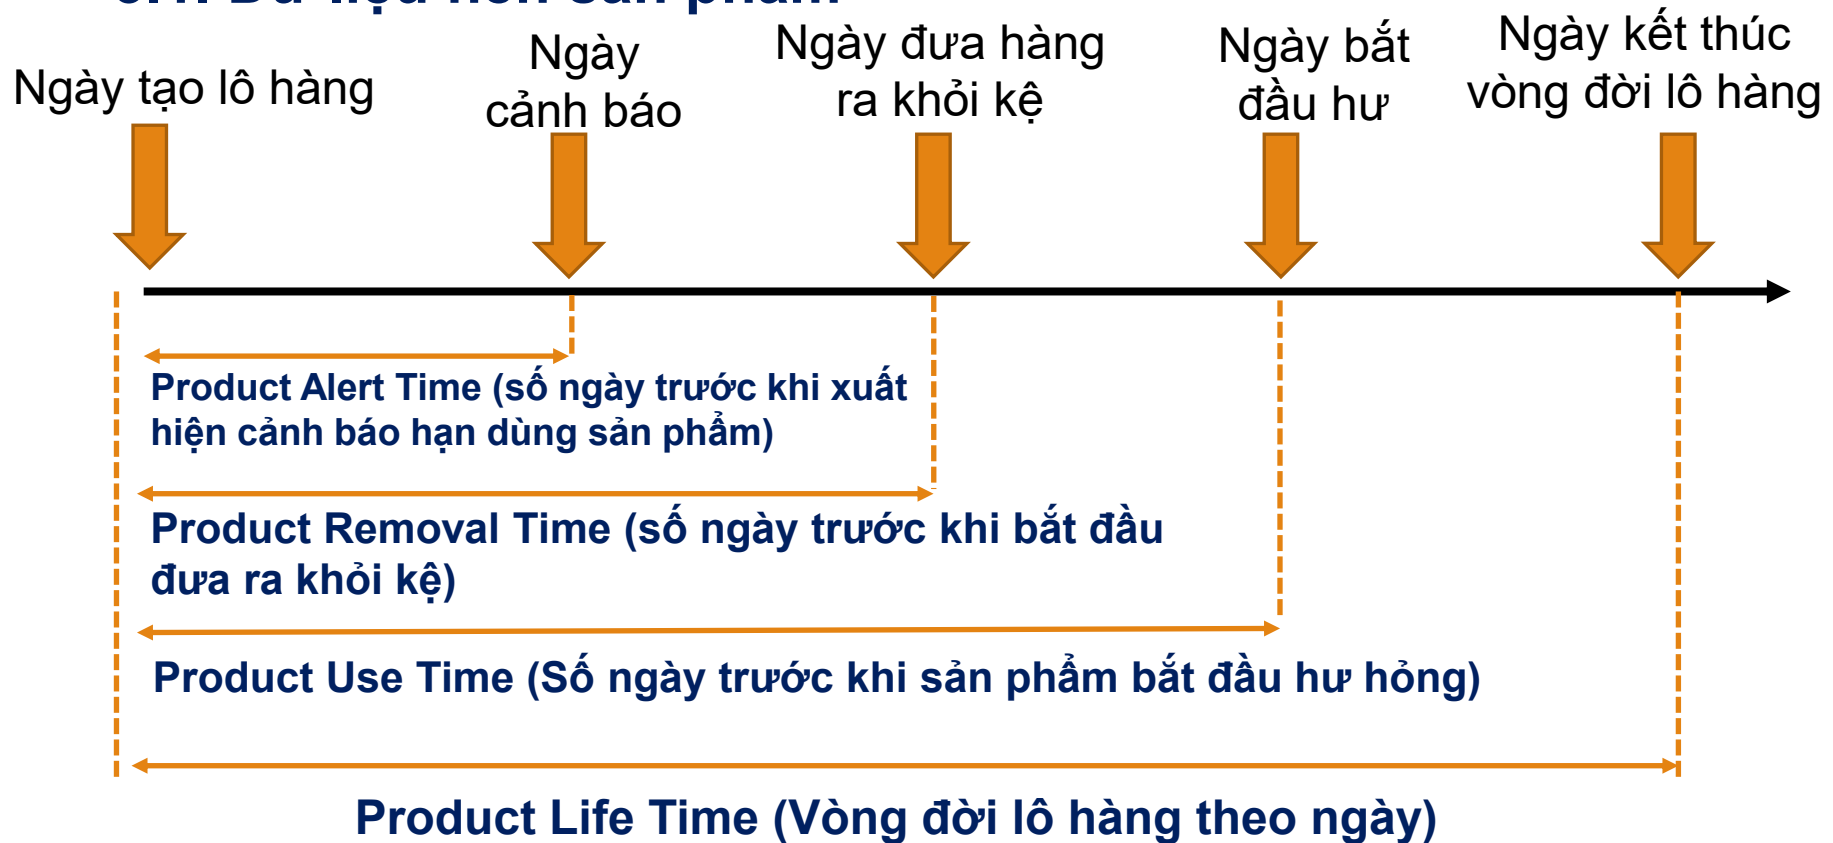 Ngày tạo lô hàng
Ngày
cảnh báo
Ngày đưa hàng
ra khỏi kệ
Ngày bắt
đầu hư
Ngày kết thúc
vòng đời lô hàng
Product Alert Time (số ngày trước khi xuất
hiện cảnh báo hạn dùng sản phẩm)
Product Removal Time (số ngày trước khi bắt đầu
đưa ra khỏi kệ)
Product Use Time (Số ngày trước khi sản phẩm bắt đầu hư hỏng)
Product Life Time (Vòng đời lô hàng theo ngày)